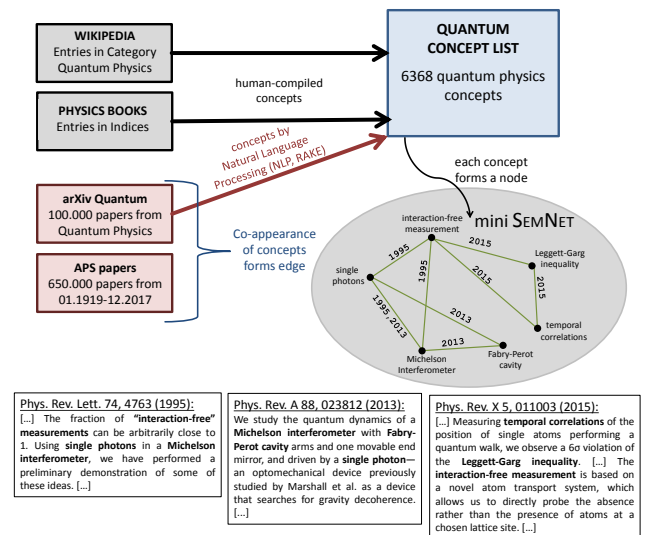 WIKIPEDIA
Entries in Category
Quantum Physics
PHYSICS BOOKS
Entries in Indices
human-compiled
concepts
QUANTUM
CONCEPT LIST
6368 quantum physics
concepts
concepts by
Natural Language
Processing (NLP, RAKE)
each concept
forms a node
arXiv Quantum
100.000 papers from
Quantum Physics
APS papers
650.000 papers from
01.1919-12.2017
Co-appearance
of concepts
forms edge
mini SEMNET
interaction-free
measurement
Leggett-Garg
inequality
single
photons
temporal
correlations
Fabry-Perot
cavity
Michelson
Interferometer
1995
1995
2015
2015
2015
2013
1995,2013
2013
Phys. Rev. Lett. 74, 4763 (1995):
[...] The fraction of “interaction-free”
measurements can be arbitrarily close to
1. Using single photons in a Michelson
interferometer, we have performed a
preliminary demonstration of some of
these ideas. [...]
Phys. Rev. A 88, 023812 (2013):
We study the quantum dynamics of a
Michelson interferometer with Fabry-
Perot cavity arms and one movable end
mirror, and driven by a single photon—
an optomechanical device previously
studied by Marshall et al. as a device
that searches for gravity decoherence.
[...]
Phys. Rev. X 5, 011003 (2015):
[...] Measuring temporal correlations of the
position of single atoms performing a
quantum walk, we observe a 6σ violation of
the Leggett-Garg inequality. [...] The
interaction-free measurement is based on
a novel atom transport system, which
allows us to directly probe the absence
rather than the presence of atoms at a
chosen lattice site. [...]